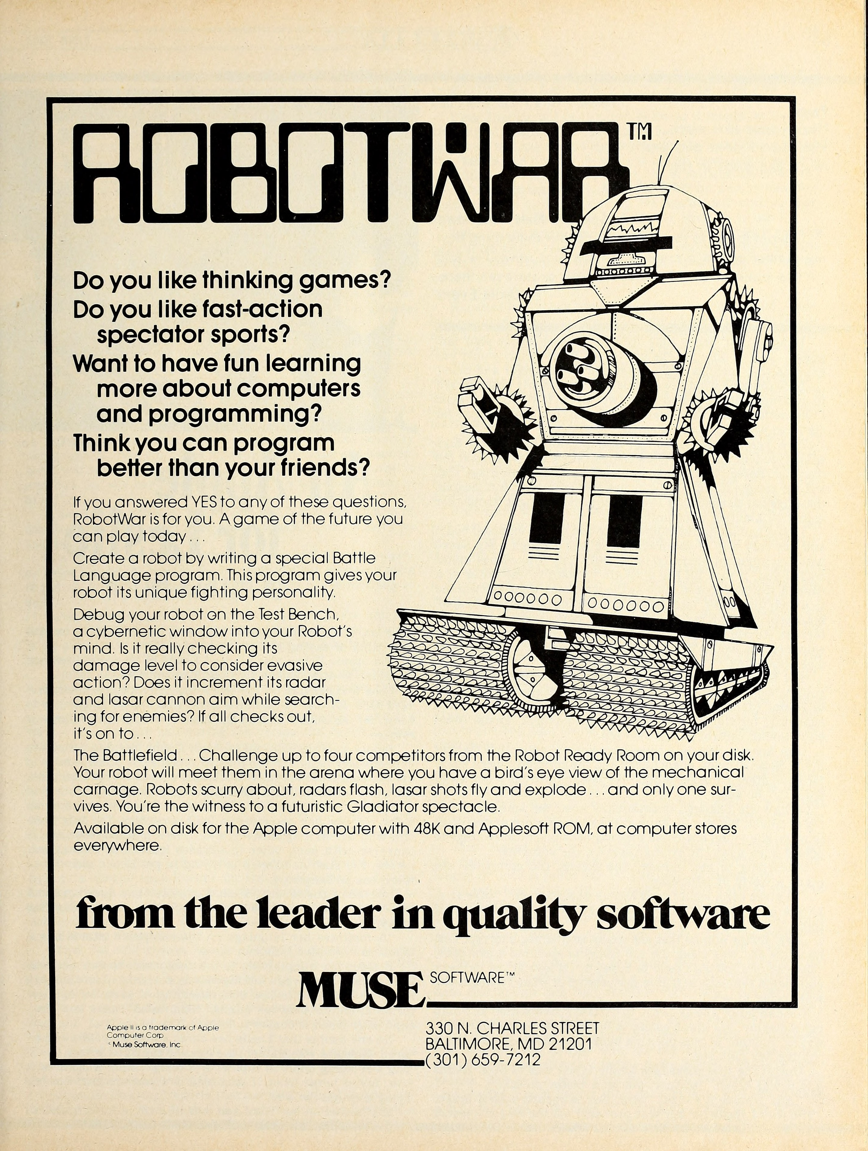 ROBOTWAR™
Do you like thinking games?
Do you like fast-action
spectator sports?
Want to have fun learning
more about computers
and programming?
Think you can program
better than your friends?
If you answered YES to any of these questions,
RobotWar is for you. A game of the future you
can play today...
Create a robot by writing a special Battle
Language program. This program gives your
robot its unique fighting personality.
Debug your robot on the Test Bench,
a cybernetic window into your Robot's
mind. Is it really checking its
damage level to consider evasive
action? Does it increment its radar
and lasar cannon aim while search-
ing for enemies? If all checks out,
it's on to...
The Battlefield... Challenge up to four competitors from the Robot Ready Room on your disk.
Your robot will meet them in the arena where you have a bird's eye view of the mechanical
carnage. Robots scurry about, radars flash, lasar shots fly and explode... and only one sur-
vives. You're the witness to a futuristic Gladiator spectacle.
Available on disk for the Apple computer with 48K and Applesoft ROM, at computer stores
everywhere.
from the leader in quality software
MUSE SOFTWARE™
330 N. CHARLES STREET
BALTIMORE, MD 21201
(301) 659-7212
Apple II is a trademark of Apple
Computer Corp
Muse Software, Inc.